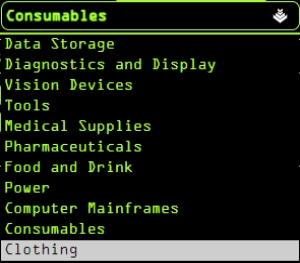 Consumables
Data Storage
Diagnostics and Display
Vision Devices
Tools
Medical Supplies
Pharmaceuticals
Food and Drink
Power
Computer Mainframes
Consumables
Clothing